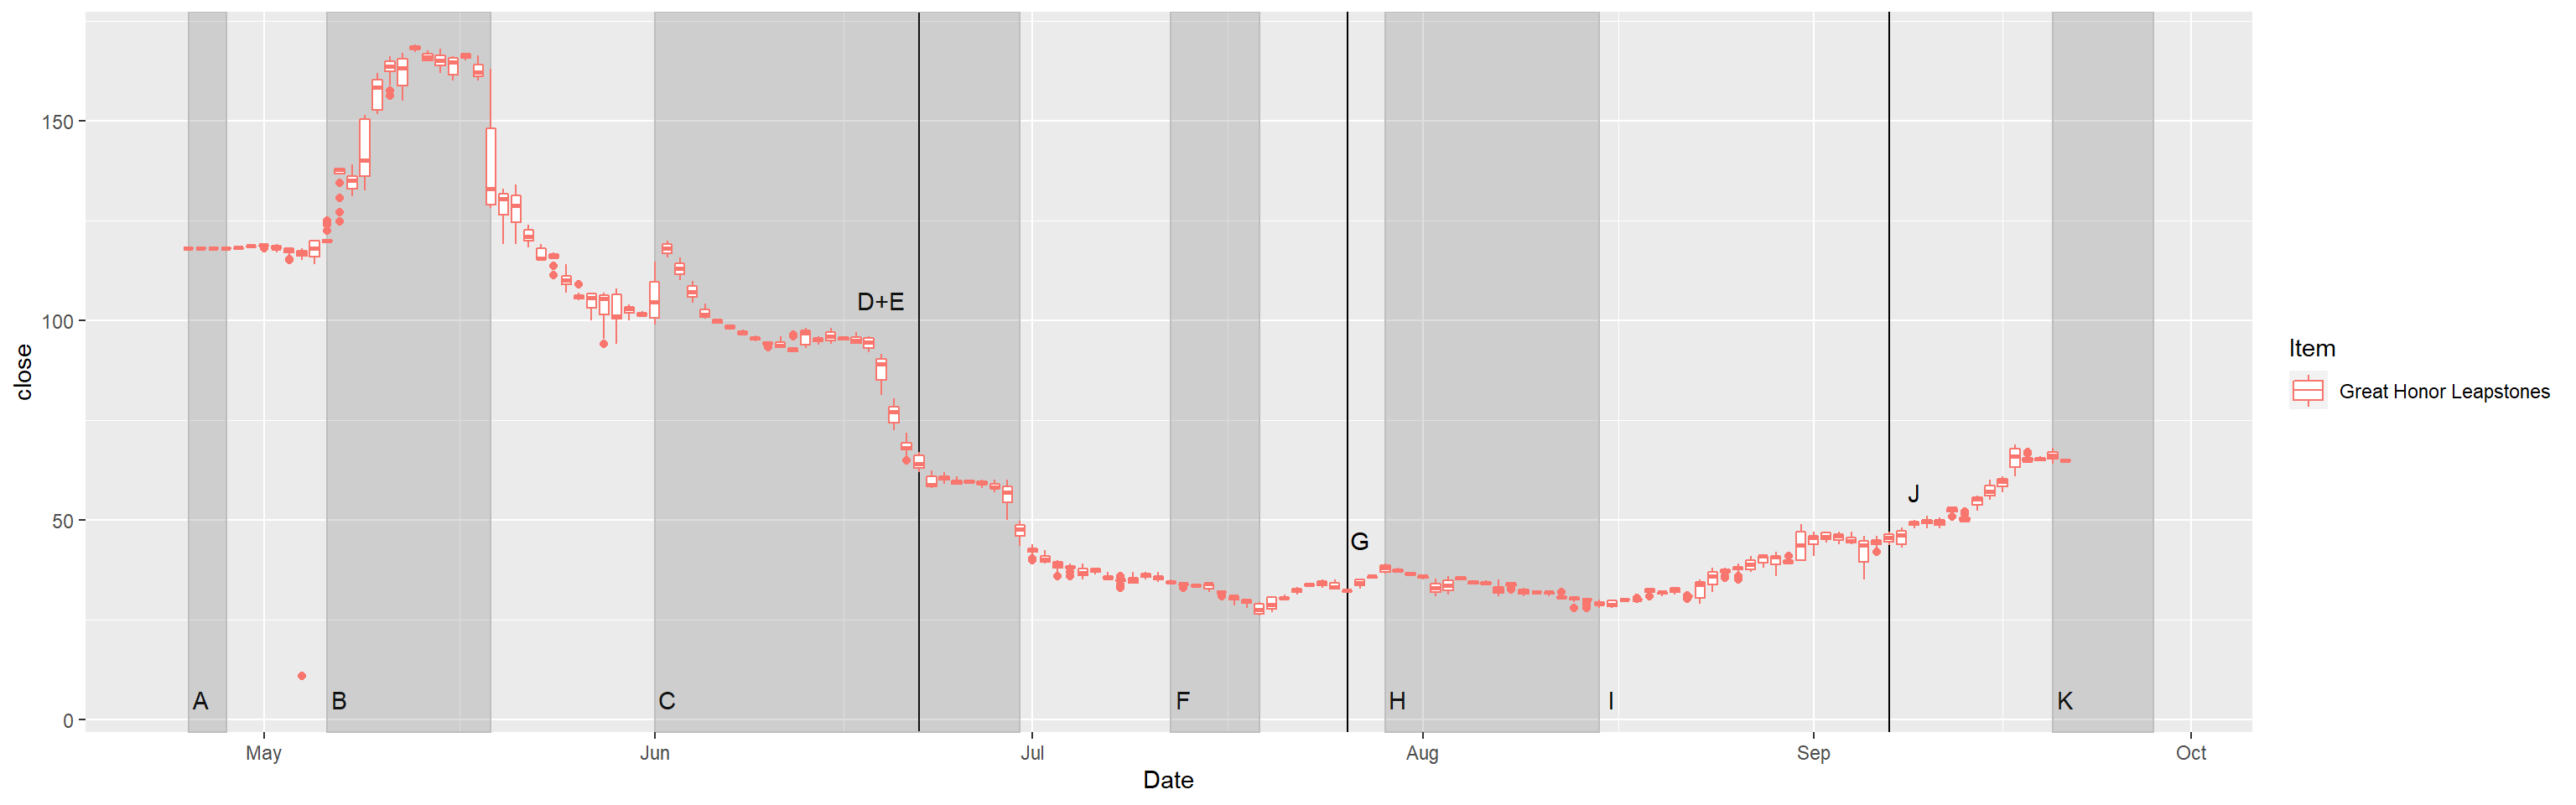 close
150
100
50
0
A
B
C
D+E
F
G
H
I
J
K
May
Jun
Jul
Aug
Sep
Oct
Date
Item
Great Honor Leapstones